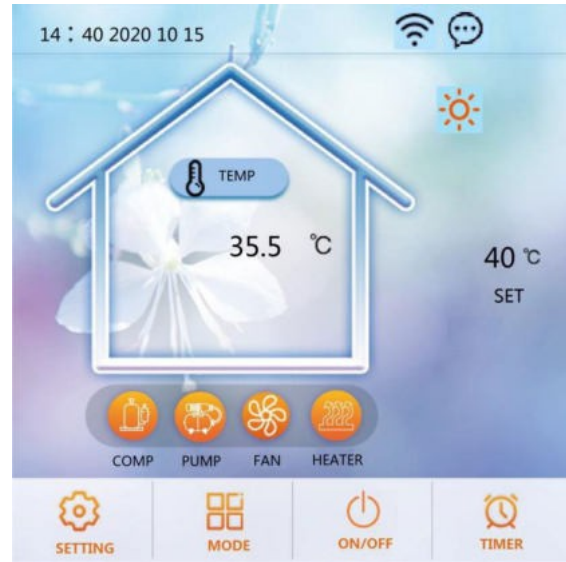 14 : 40 2020 10 15
TEMP
35.5 ℃
40 ℃
SET
COMP PUMP FAN HEATER
SETTING MODE ON/OFF TIMER